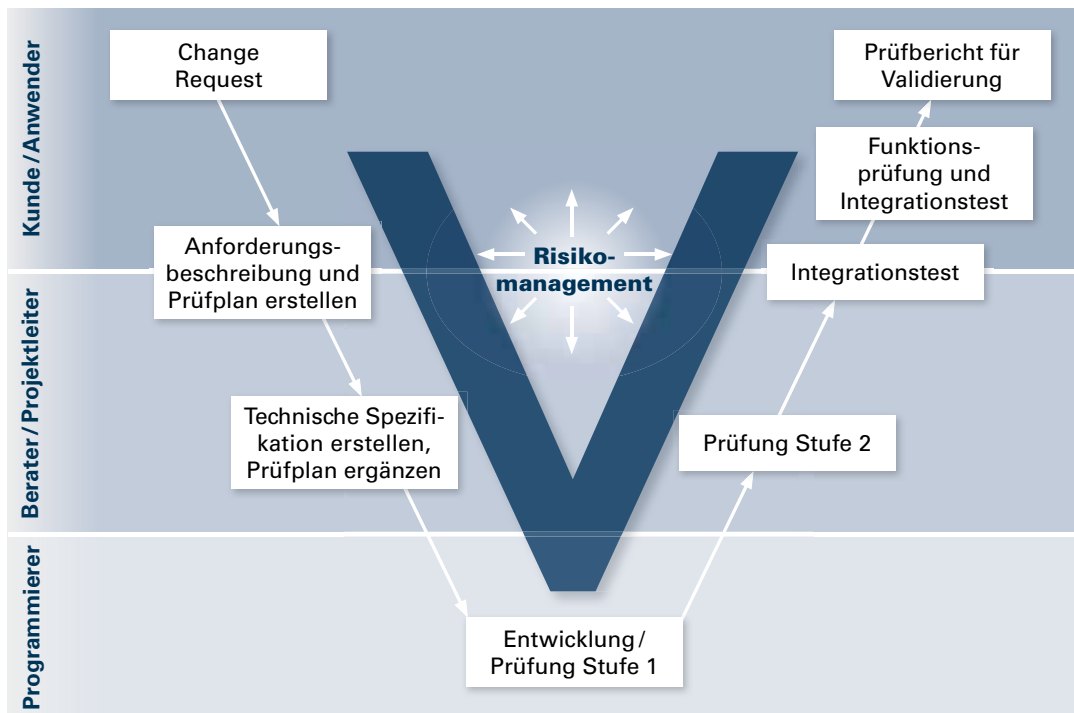 Kunde/Anwender
Change
Request
Prüfbericht für
Validierung
Funktions-
prüfung und
Integrationstest
Risiko-
management
Anforderungs-
beschreibung und
Prüfplan erstellen
Integrationstest
Berater/Projektleiter
Technische Spezifi-
kation erstellen,
Prüfplan ergänzen
Prüfung Stufe 2
Programmierer
Entwicklung/
Prüfung Stufe 1